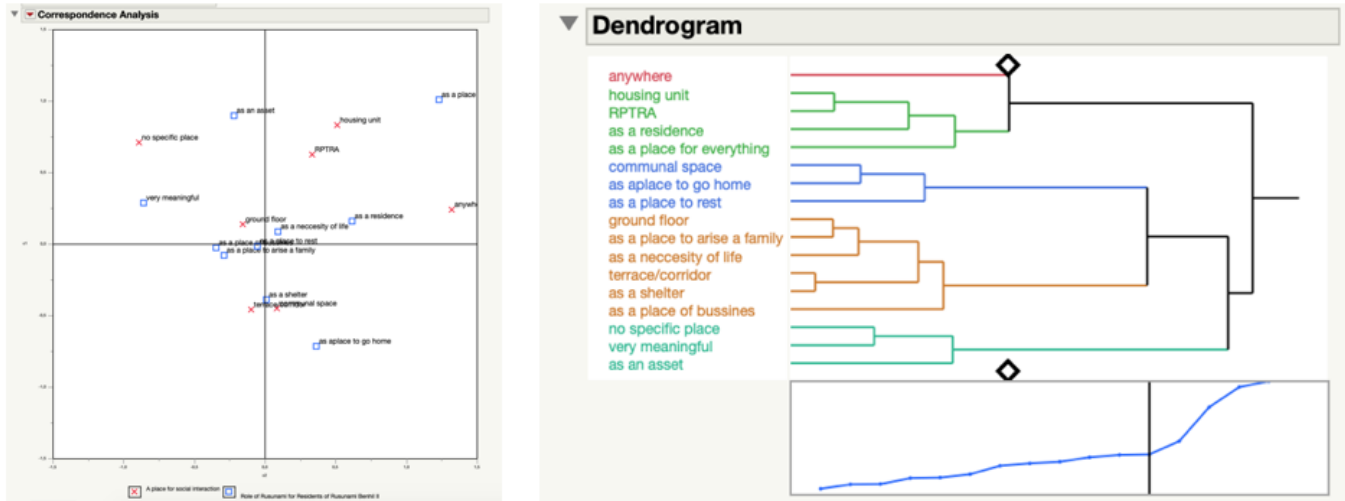 Correspondence Analysis
as a place
as an asset
housing unit
no specific place
RPTRA
very meaningful
anywh
ground floor
as a residence
as a neccesity of life
as a place to arise a family
as a shelter
communal space
as aplace to go home
A place for social interaction
Role of Rusunami for Residents of Rusunami Benhil II
Dendrogram
anywhere
housing unit
RPTRA
as a residence
as a place for everything
communal space
as aplace to go home
as a place to rest
ground floor
as a place to arise a family
as a neccesity of life
terrace/corridor
as a shelter
as a place of bussines
no specific place
very meaningful
as an asset